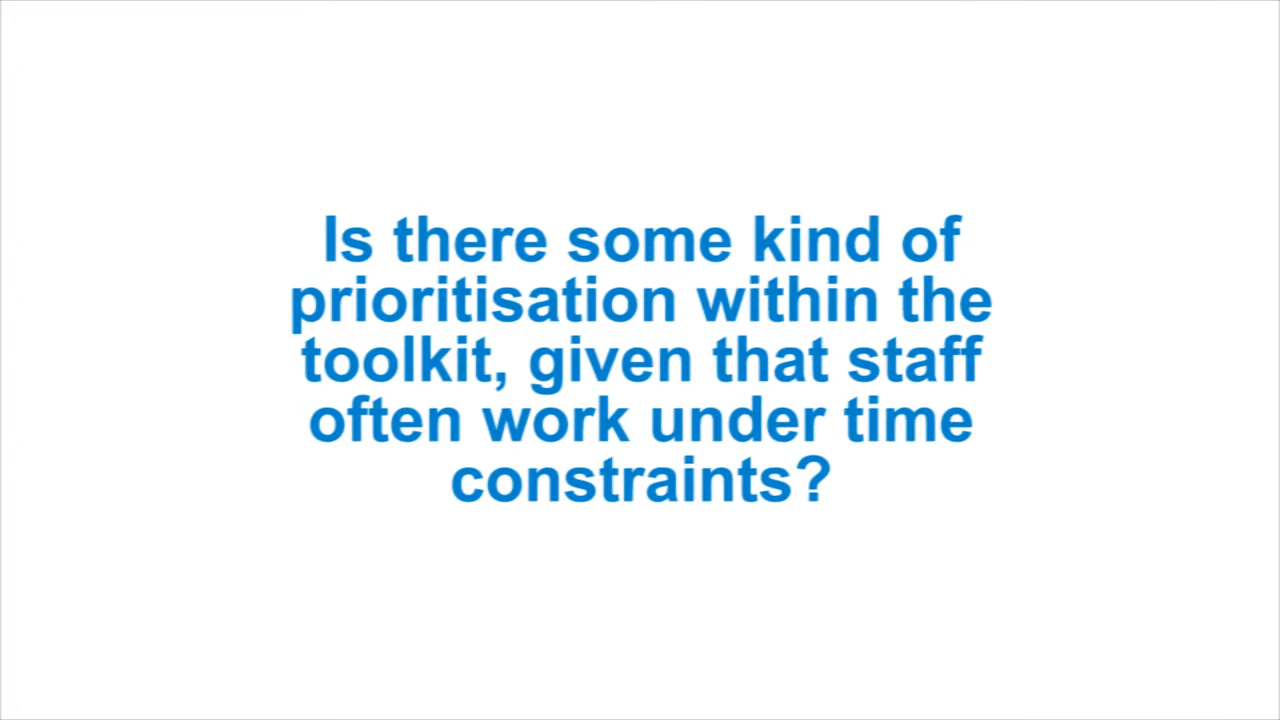 Is there some kind of
prioritisation within the
toolkit, given that staff
often work under time
constraints?